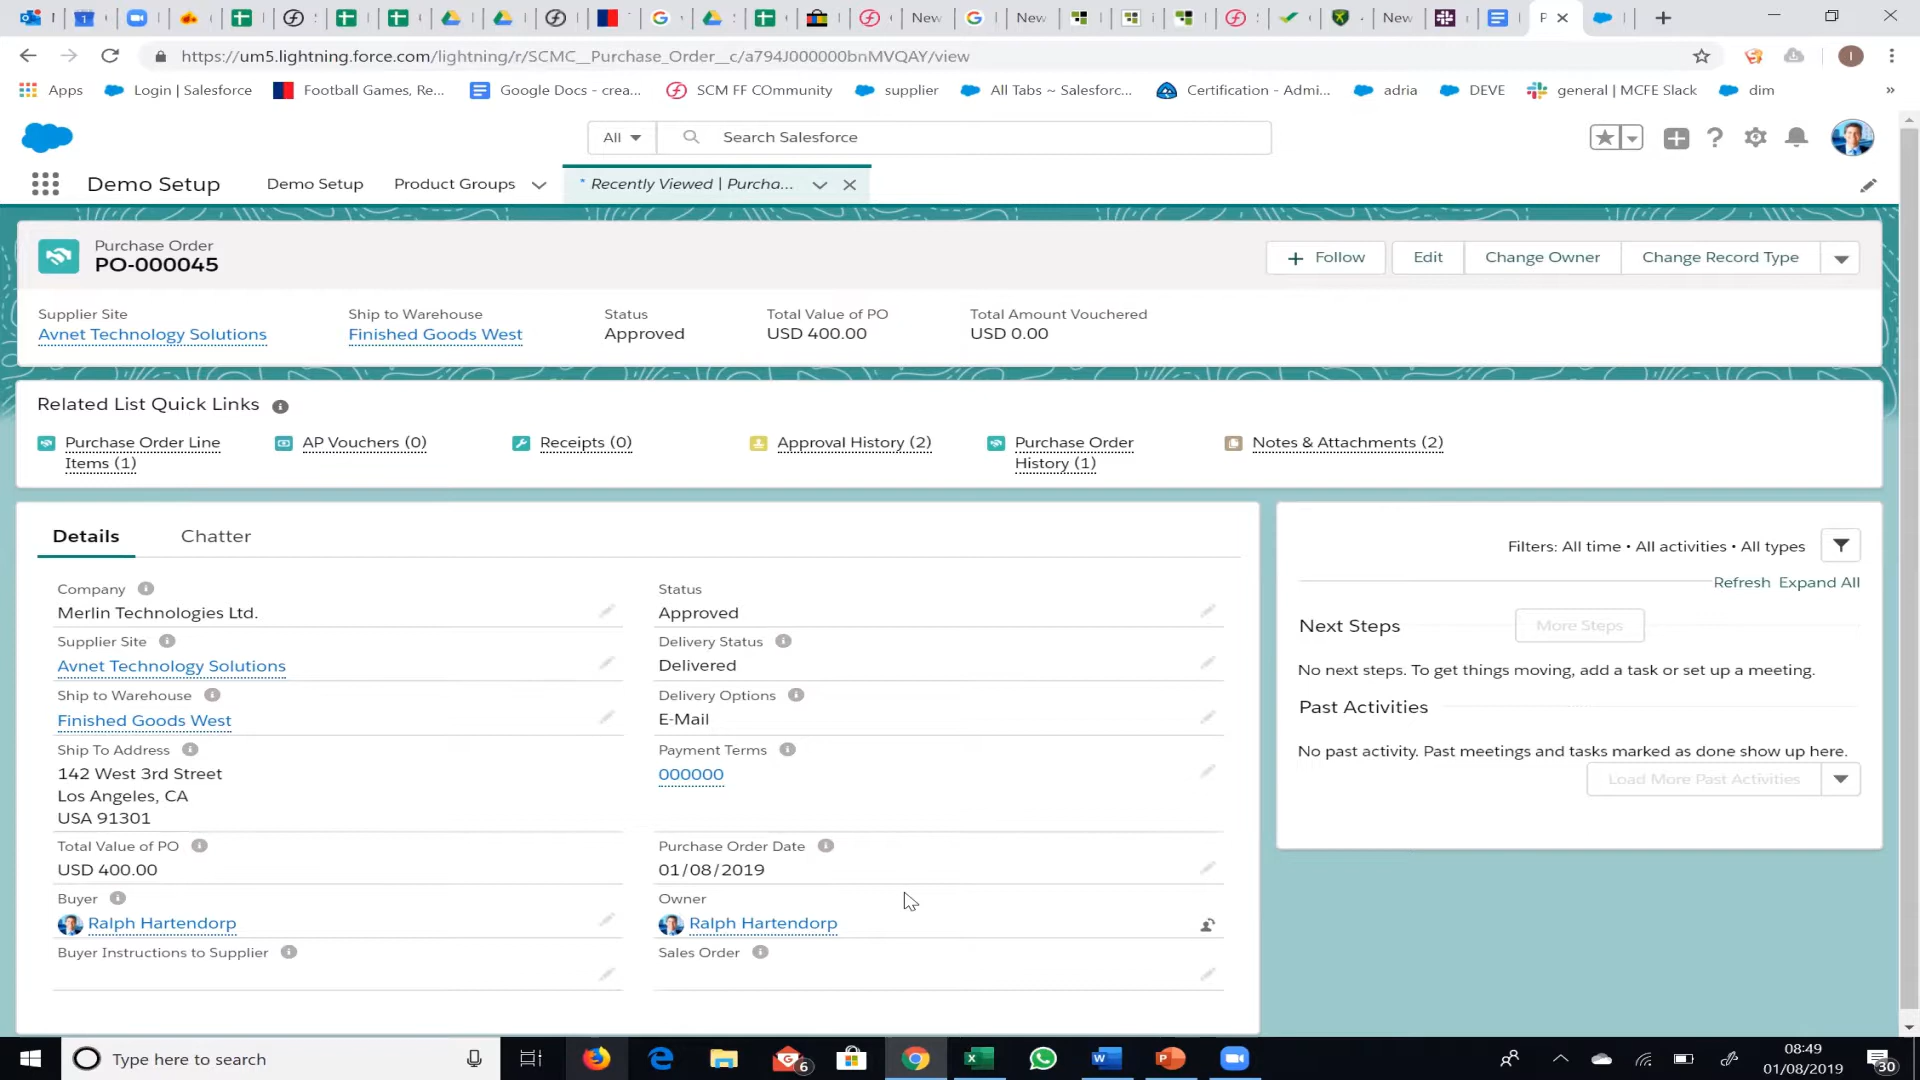 New
New
New
https://um5.lightning.force.com/lightning/r/SCMC__Purchase_Order__c/a794J000000bnMVQAY/view
Apps
Login | Salesforce
Football Games, Re...
Google Docs - crea...
SCM FF COmmunity
supplier
All Tabs ~ Salesforc...
Certification - Admi...
adria
DEVE
general | MCFE Slack
dim
»
All
Search Salesforce
Demo Setup
Demo Setup
Product Groups
* Recently Viewed | Purcha...
Purchase Order
PO-000045
+ Follow
Edit
Change Owner
Change Record Type
Supplier Site
Avnet Technology Solutions
Ship to Warehouse
Finished Goods West
Status
Approved
Total Value of PO
USD 400.00
Total Amount Vouchered
USD 0.00
Related List Quick Links
Purchase Order Line
Items (1)
AP Vouchers (0)
Receipts (0)
Approval History (2)
Purchase Order
History (1)
Notes & Attachments (2)
Details
Chatter
Company
Merlin Technologies Ltd.
Status
Approved
Supplier Site
Avnet Technology Solutions
Delivery Status
Delivered
Ship to Warehouse
Finished Goods West
Delivery Options
E-Mail
Ship To Address
142 West 3rd Street
Los Angeles, CA
USA 91301
Payment Terms
000000
Total Value of PO
USD 400.00
Purchase Order Date
01/08/2019
Buyer
Ralph Hartendorp
Owner
Ralph Hartendorp
Buyer Instructions to Supplier
Sales Order
Filters: All time • All activities • All types
Refresh
Expand All
Next Steps
More Steps
No next steps. To get things moving, add a task or set up a meeting.
Past Activities
No past activity. Past meetings and tasks marked as done show up here.
Load More Past Activities
Type here to search
6
08:49
01/08/2019
30